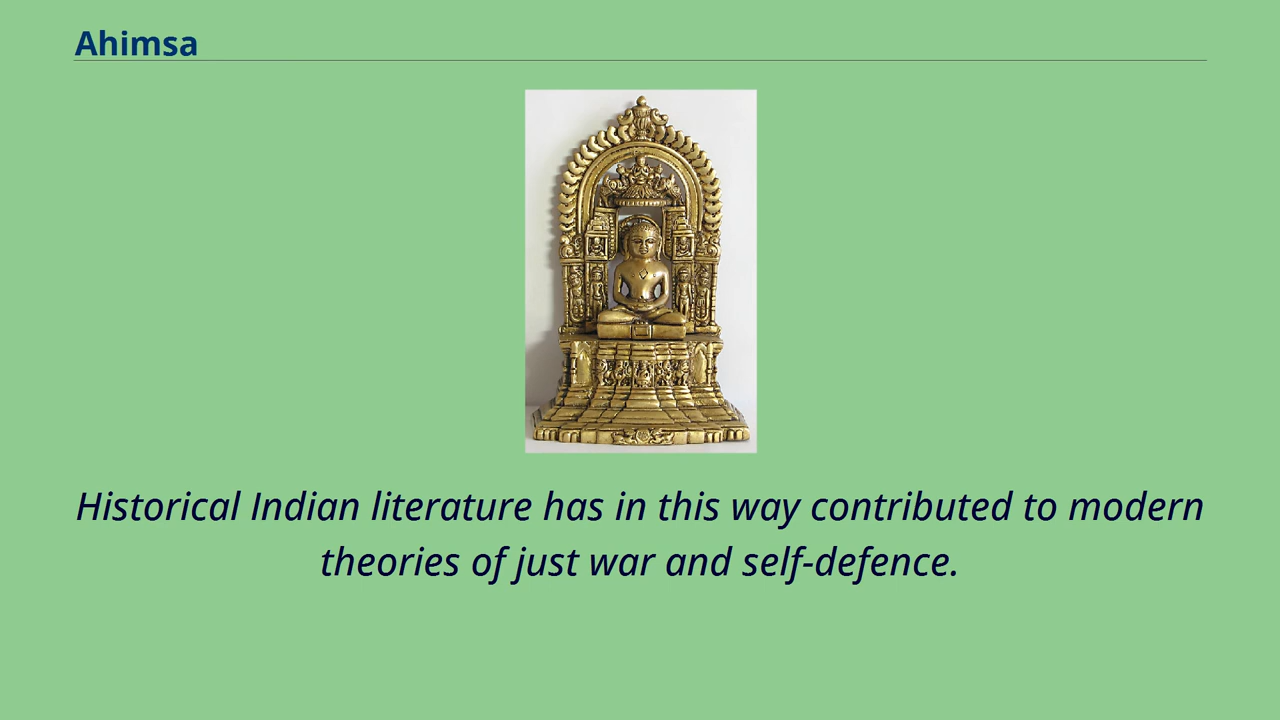 Ahimsa
Historical Indian literature has in this way contributed to modern
theories of just war and self-defence.